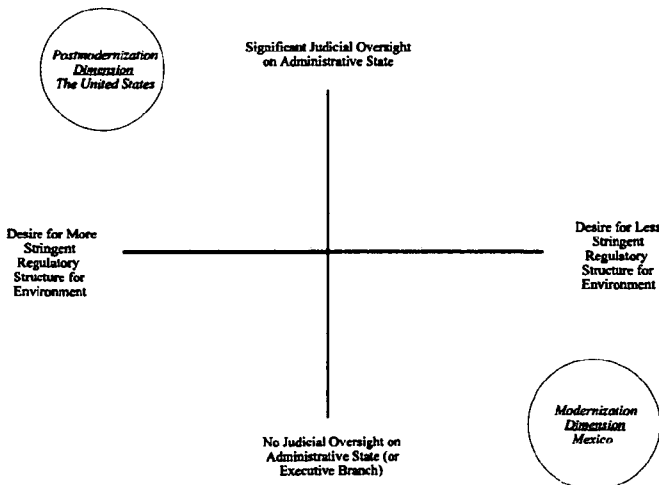 Postmodernization
Dimension
The United States
Significant Judicial Oversight
on Administrative State
Desire for More
Stringent
Regulatory
Structure for
Environment
Desire for Less
Stringent
Regulatory
Structure for
Environment
Modernization
Dimension
Mexico
No Judicial Oversight on
Administrative State (or
Executive Branch)